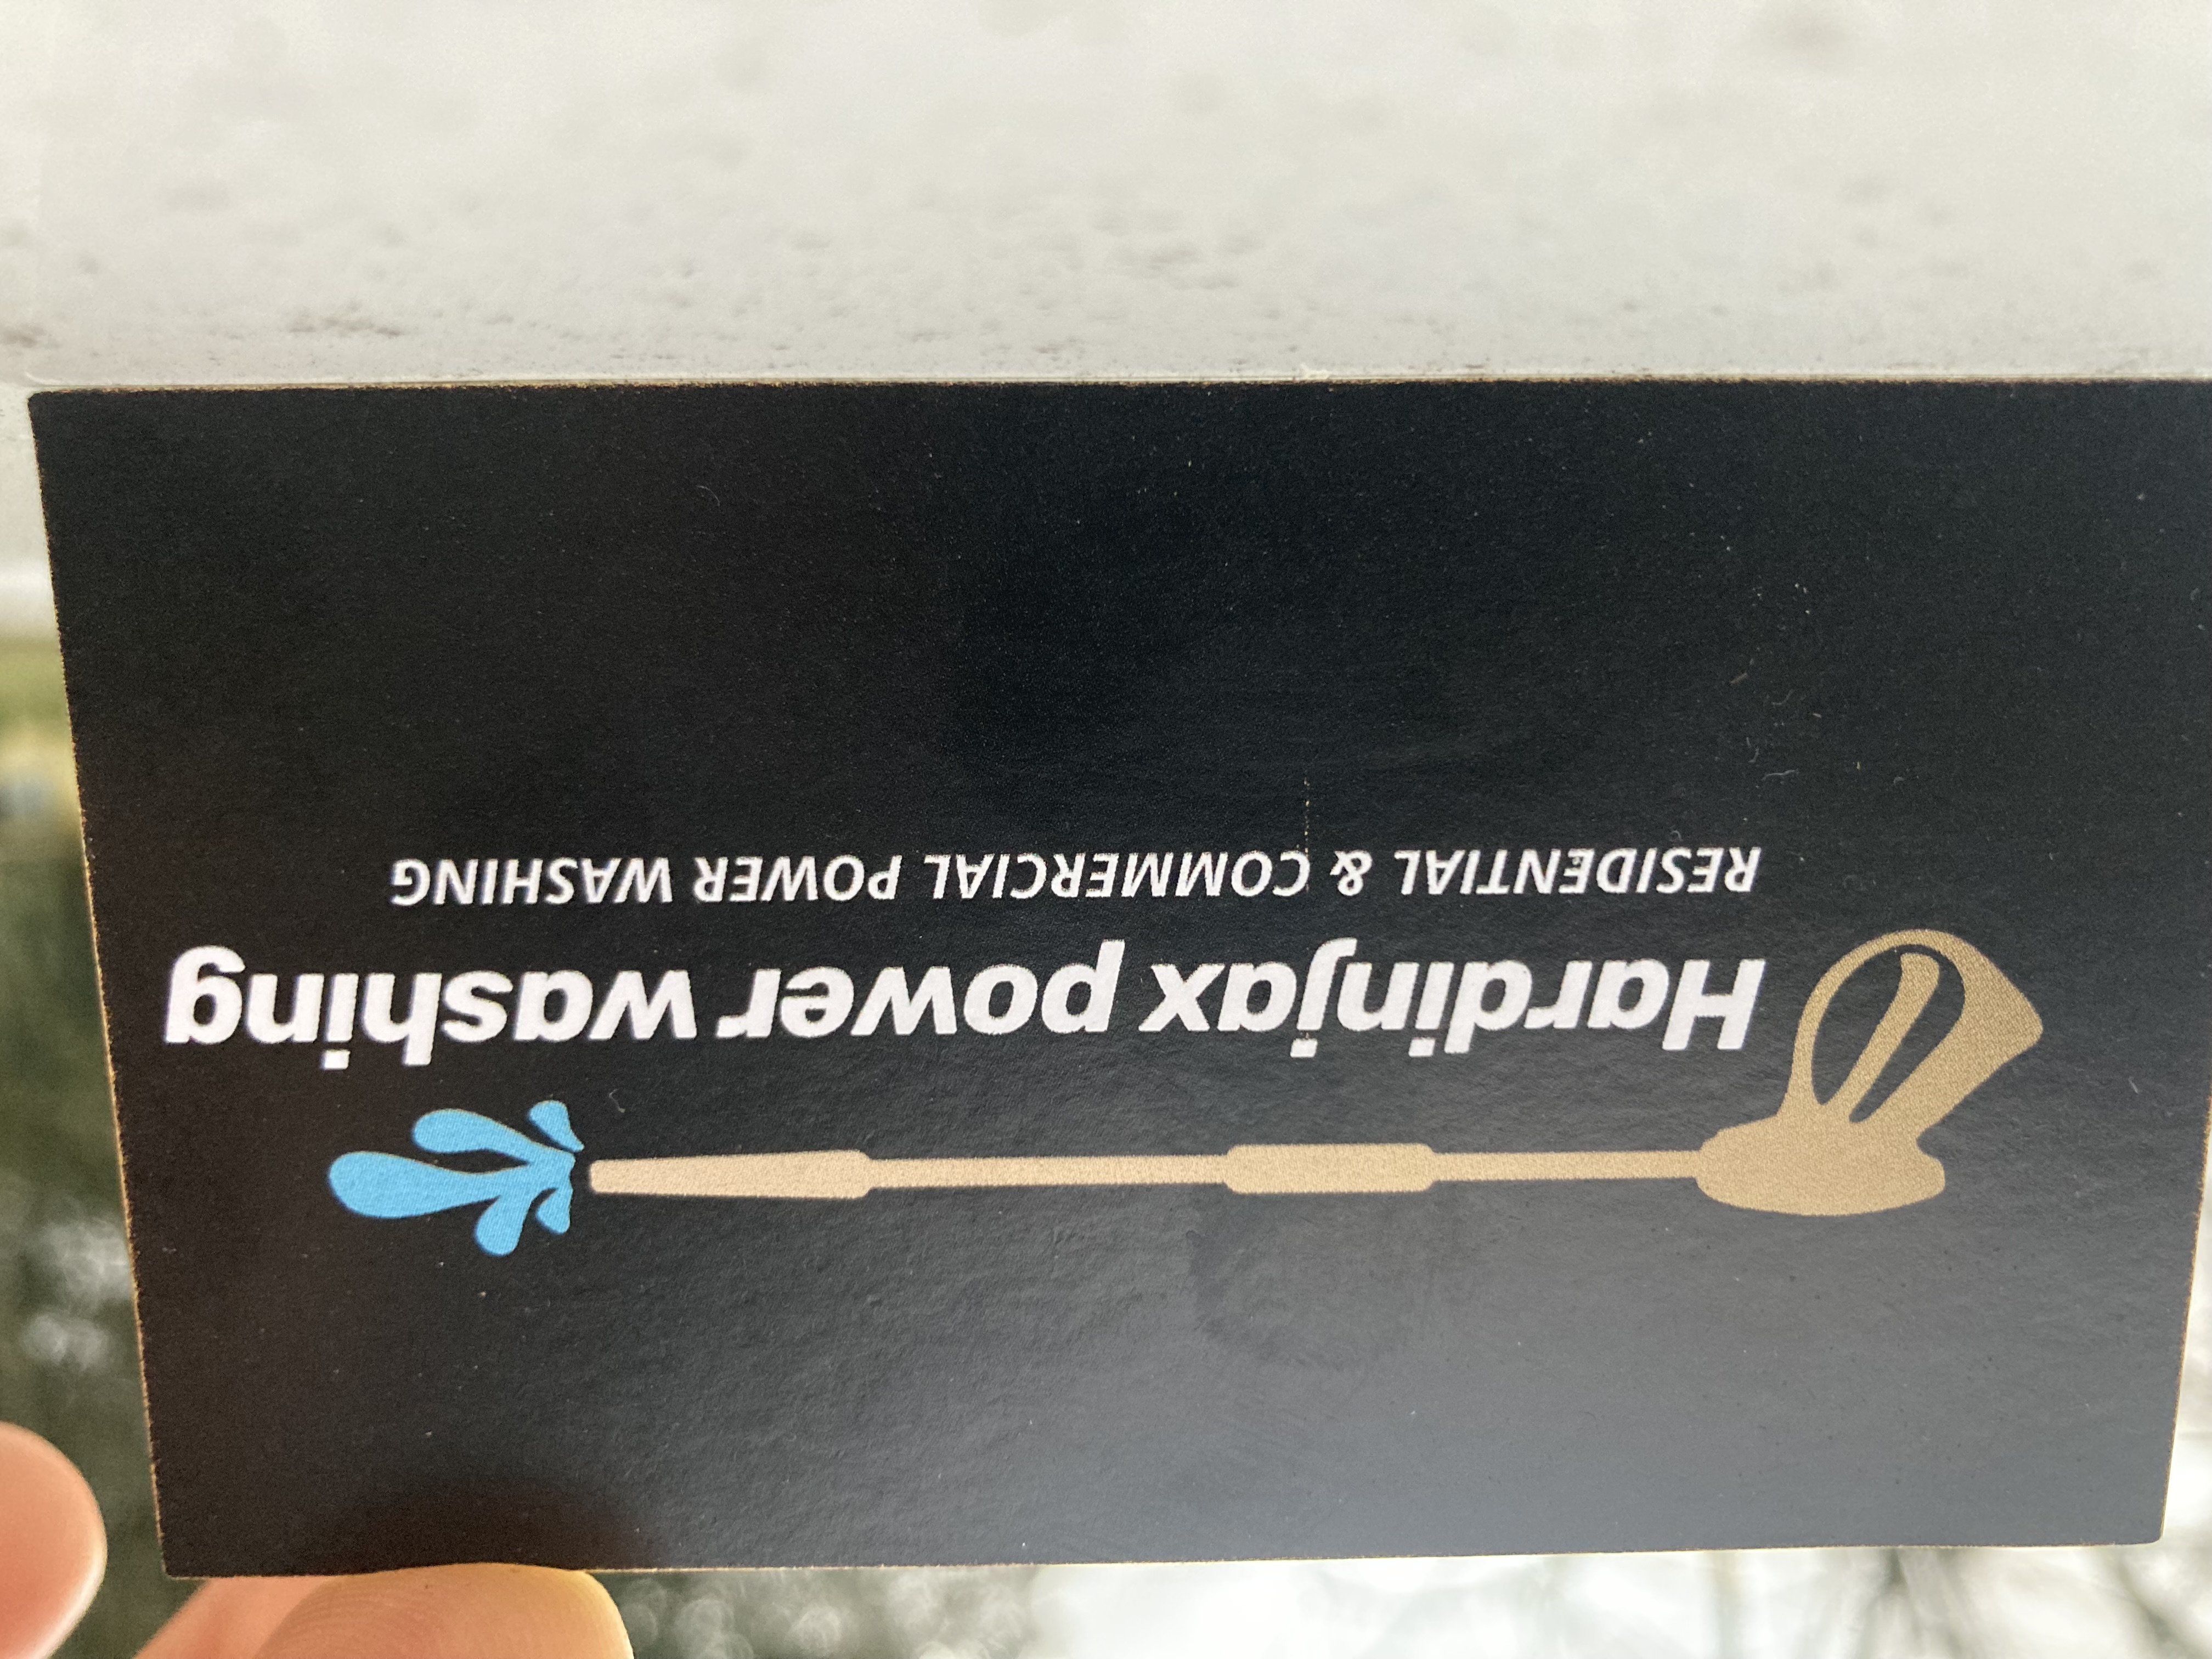 Hardinjax power washing
RESIDENTIAL & COMMERCIAL POWER WASHING